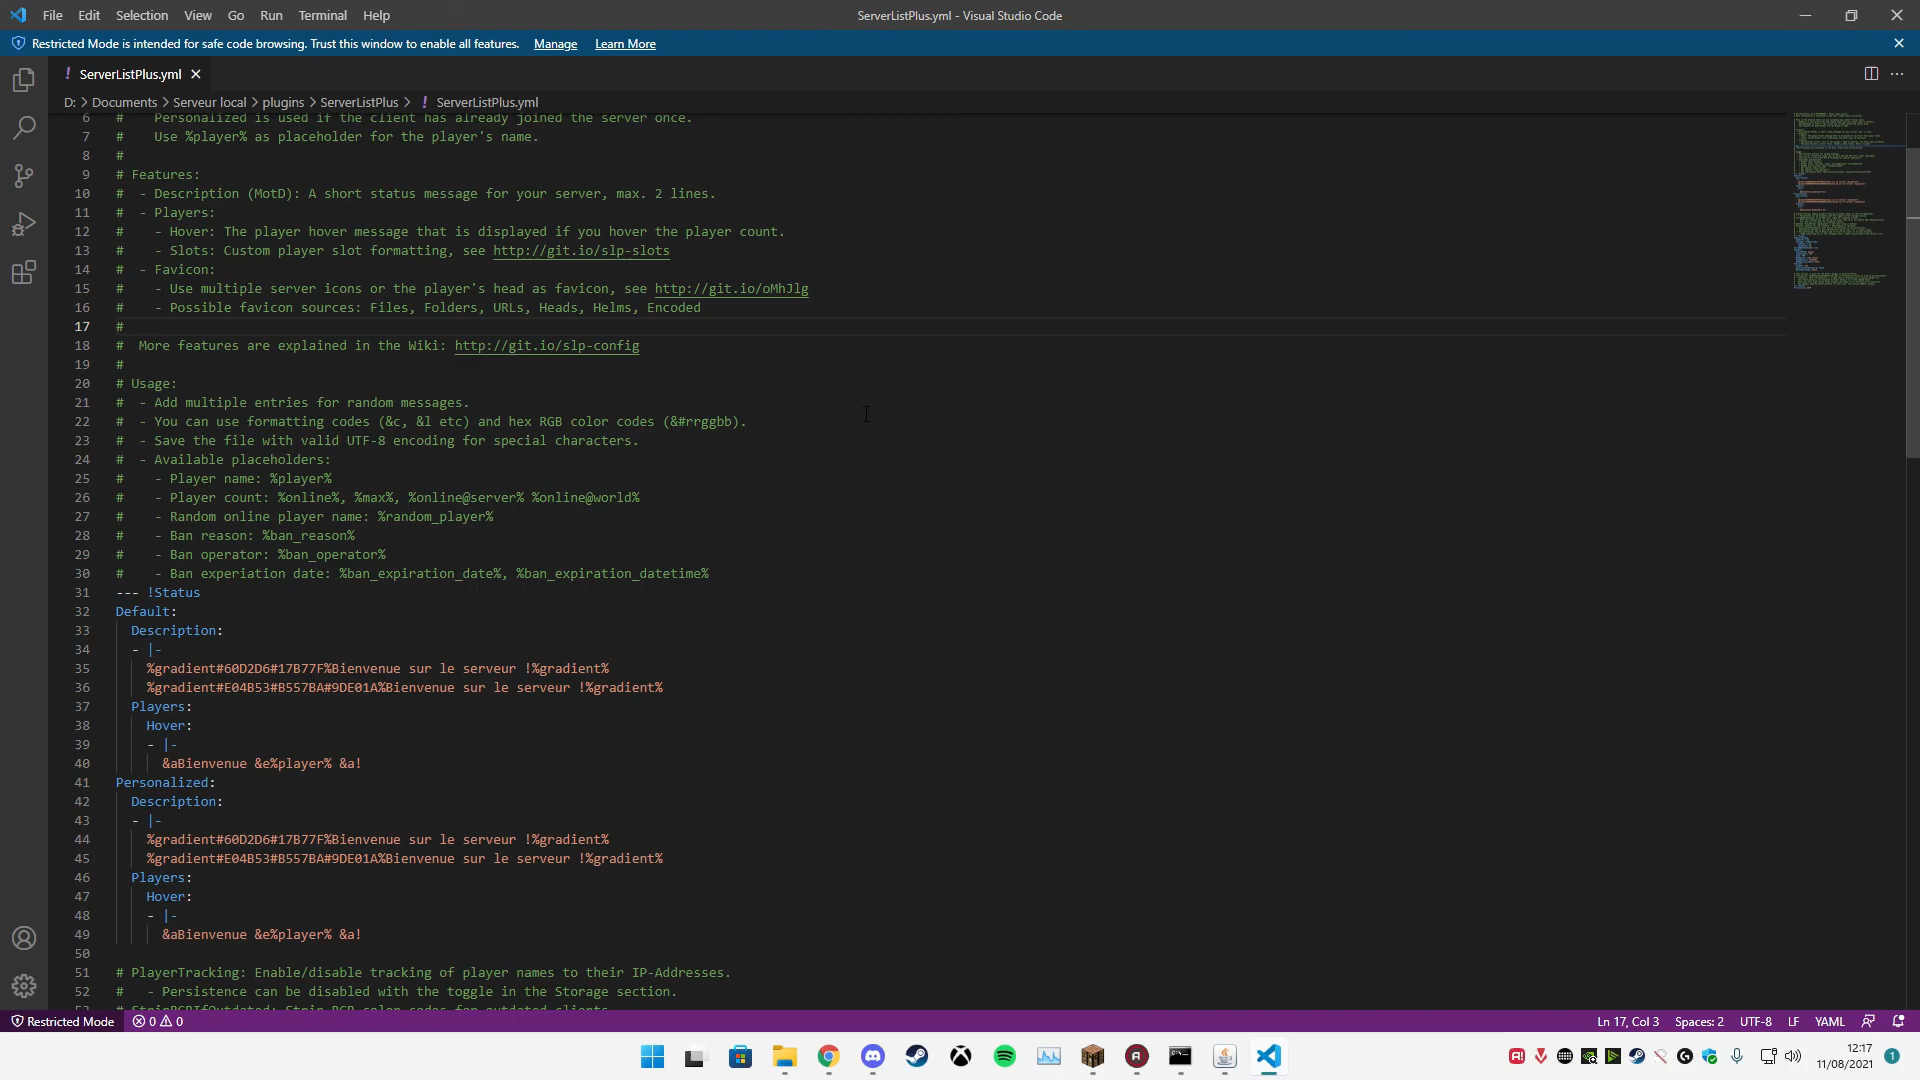 File Edit Selection View Go Run Terminal Help
ServerListPlus.yml - Visual Studio Code
Restricted Mode is intended for safe code browsing. Trust this window to enable all features. Manage Learn More
! ServerListPlus.yml
D: > Documents > Serveur local > plugins > ServerListPlus > ! ServerListPlus.yml
6 #    Personalized is used if the client has already joined the server once.
7 #    Use %player% as placeholder for the player's name.
8 #
9 # Features:
10 #  - Description (MotD): A short status message for your server, max. 2 lines.
11 #  - Players:
12 #    - Hover: The player hover message that is displayed if you hover the player count.
13 #    - Slots: Custom player slot formatting, see http://git.io/slp-slots
14 #  - Favicon:
15 #    - Use multiple server icons or the player's head as favicon, see http://git.io/oMhJlg
16 #    - Possible favicon sources: Files, Folders, URLs, Heads, Helms, Encoded
17 #
18 #  More features are explained in the Wiki: http://git.io/slp-config
19 #
20 # Usage:
21 #  - Add multiple entries for random messages.
22 #  - You can use formatting codes (&c, &l etc) and hex RGB color codes (&#rrggbb).
23 #  - Save the file with valid UTF-8 encoding for special characters.
24 #  - Available placeholders:
25 #    - Player name: %player%
26 #    - Player count: %online%, %max%, %online@server% %online@world%
27 #    - Random online player name: %random_player%
28 #    - Ban reason: %ban_reason%
29 #    - Ban operator: %ban_operator%
30 #    - Ban experiation date: %ban_expiration_date%, %ban_expiration_datetime%
31 --- !Status
32 Default:
33   Description:
34   - |-
35     %gradient#60D2D6#17B77F%Bienvenue sur le serveur !%gradient%
36     %gradient#E04B53#B557BA#9DE01A%Bienvenue sur le serveur !%gradient%
37   Players:
38     Hover:
39     - |-
40       &aBienvenue &e%player% &a!
41 Personalized:
42   Description:
43   - |-
44     %gradient#60D2D6#17B77F%Bienvenue sur le serveur !%gradient%
45     %gradient#E04B53#B557BA#9DE01A%Bienvenue sur le serveur !%gradient%
46   Players:
47     Hover:
48     - |-
49       &aBienvenue &e%player% &a!
50
51 # PlayerTracking: Enable/disable tracking of player names to their IP-Addresses.
52 #   - Persistence can be disabled with the toggle in the Storage section.
53 # StripRGBIfOutdated: Strip RGB color codes for outdated clients
Restricted Mode 0 0 Ln 17, Col 3 Spaces: 2 UTF-8 LF YAML
12:17
11/08/2021
1